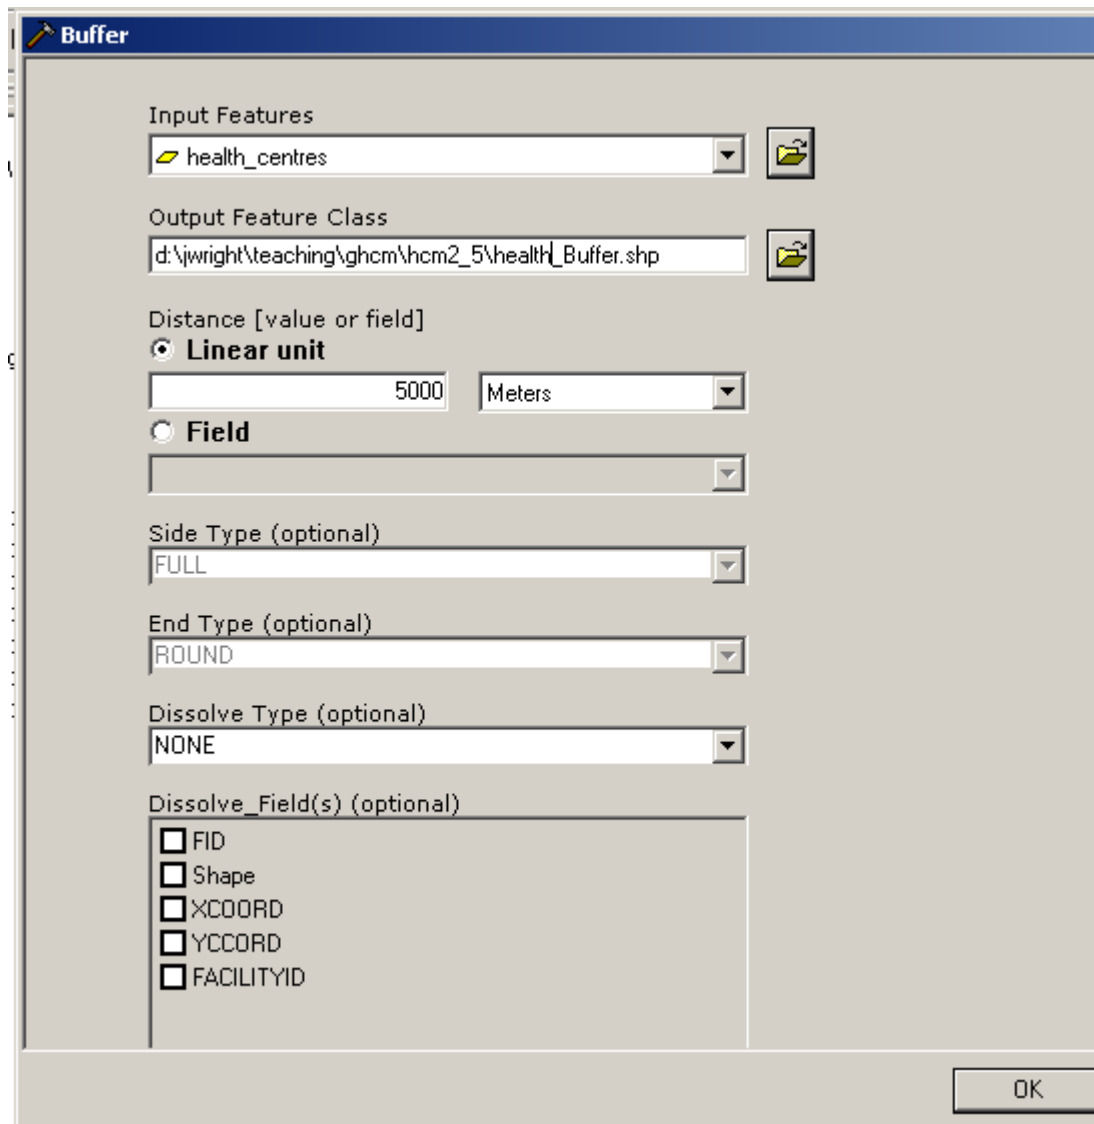 Buffer
Input Features
health_centres
Output Feature Class
d:\jwright\teaching\ghcm\hcm2_5\health_Buffer.shp
Distance [value or field]
Linear unit
5000 Meters
Field
Side Type (optional)
FULL
End Type (optional)
ROUND
Dissolve Type (optional)
NONE
Dissolve_Field(s) (optional)
FID
Shape
XCOORD
YCCORD
FACILITYID
OK